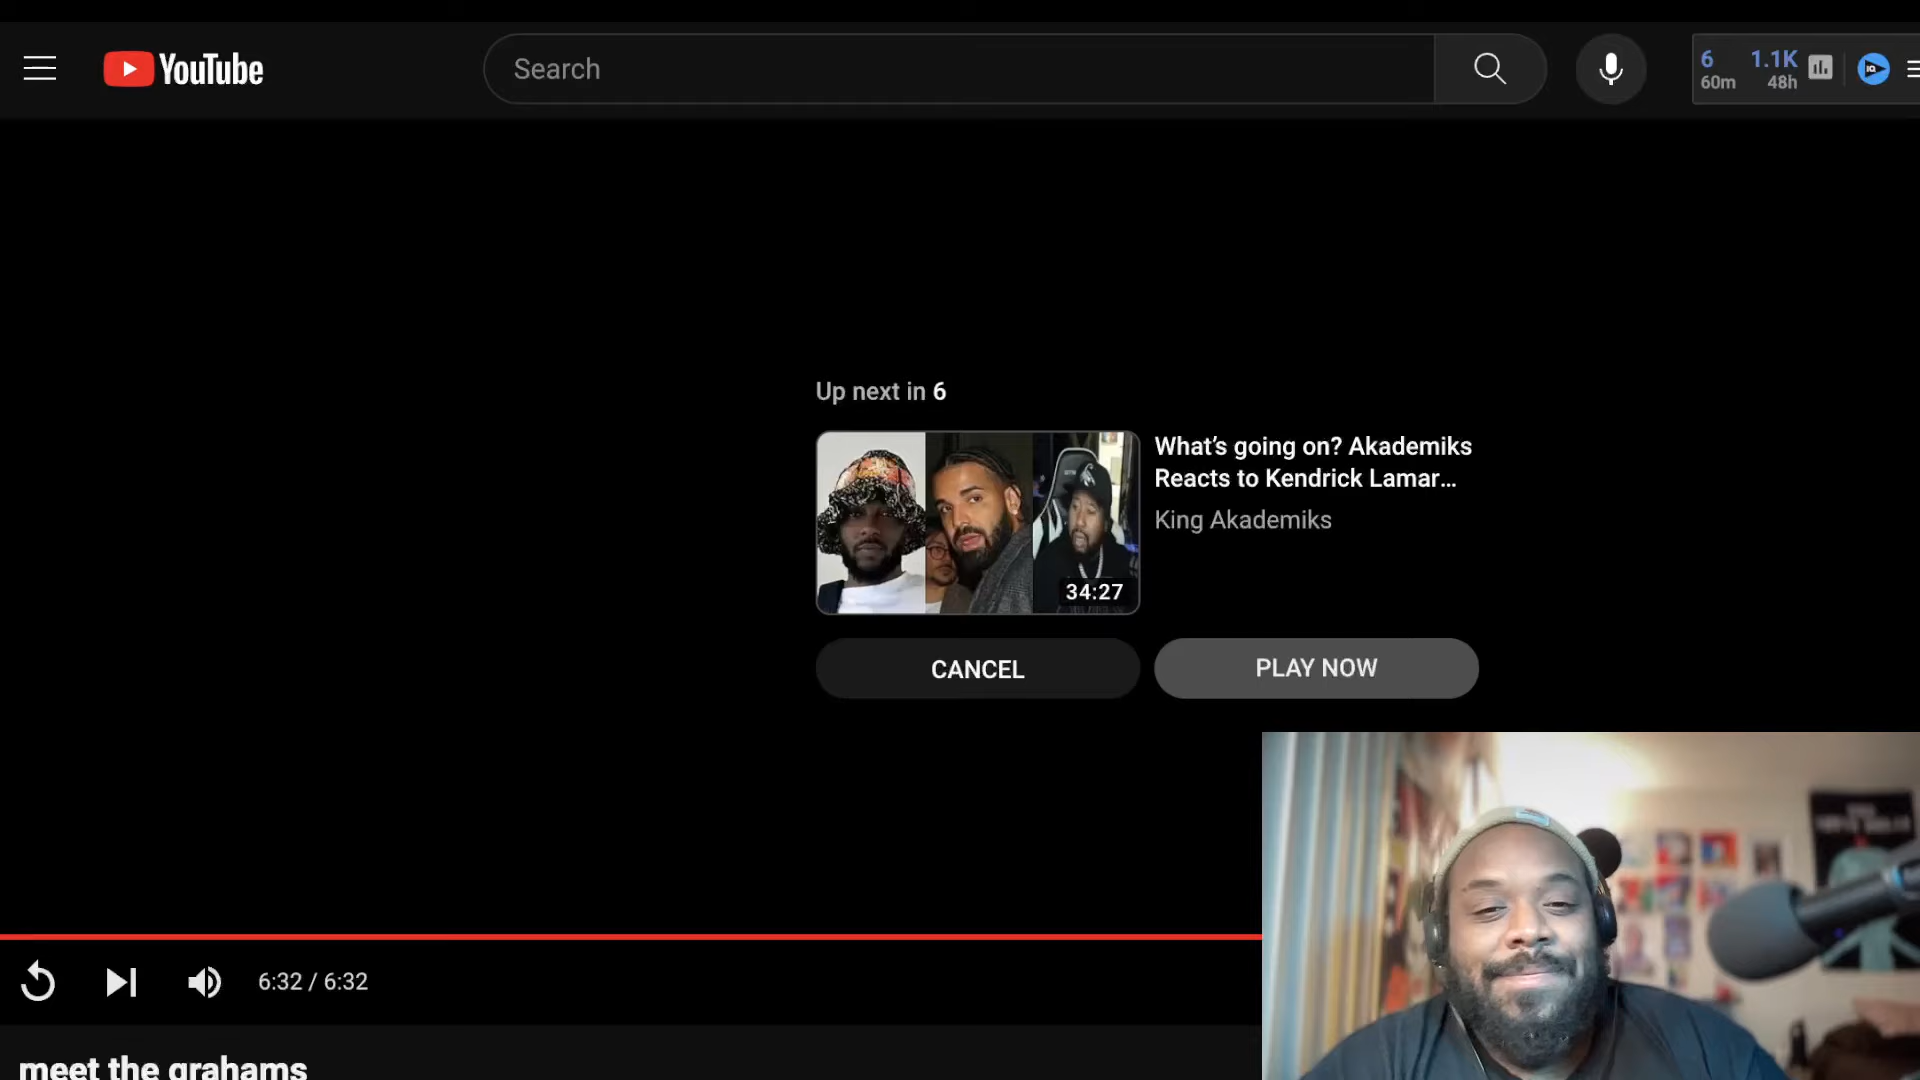 YouTube
Search
6 1.1K
60m 48h
IQ
Up next in 6
What’s going on? Akademiks
Reacts to Kendrick Lamar...
King Akademiks
34:27
CANCEL
PLAY NOW
6:32 / 6:32
meet the grahams